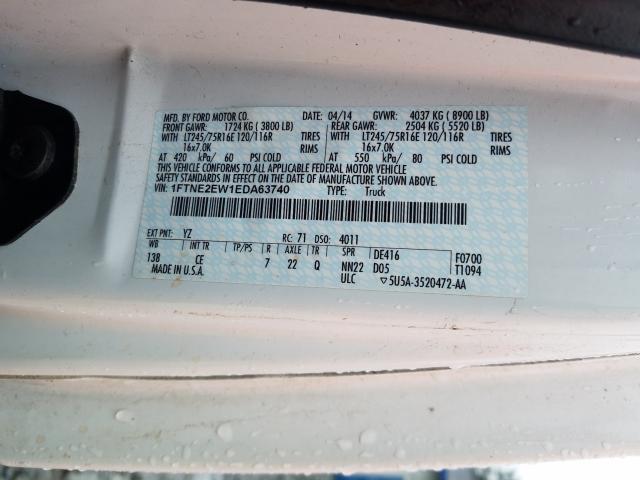 MFD. BY FORD MOTOR CO. DATE: 04/14 GVWR: 4037 KG ( 8900 LB)
FRONT GAWR: 1724 KG ( 3800 LB) REAR GAWR: 2504 KG ( 5520 LB)
WITH LT245/75R16E 120/116R TIRES WITH LT245/75R16E 120/116R TIRES
16x7.0K RIMS 16x7.0K RIMS
AT 420 kPa/ 60 PSI COLD AT 550 kPa/ 80 PSI COLD
THIS VEHICLE CONFORMS TO ALL APPLICABLE FEDERAL MOTOR VEHICLE
SAFETY STANDARDS IN EFFECT ON THE DATE OF MANUFACTURE SHOWN ABOVE.
VIN: 1FTNE2EW1EDA63740 TYPE: Truck
EXT PNT: YZ RC: 71 DSO: 4011
WB INT TR TP/PS R AXLE TR SPR DE416 F0700
138 CE 7 22 Q NN22 D05 T1094
MADE IN U.S.A. ULC ▽5U5A-3520472-AA